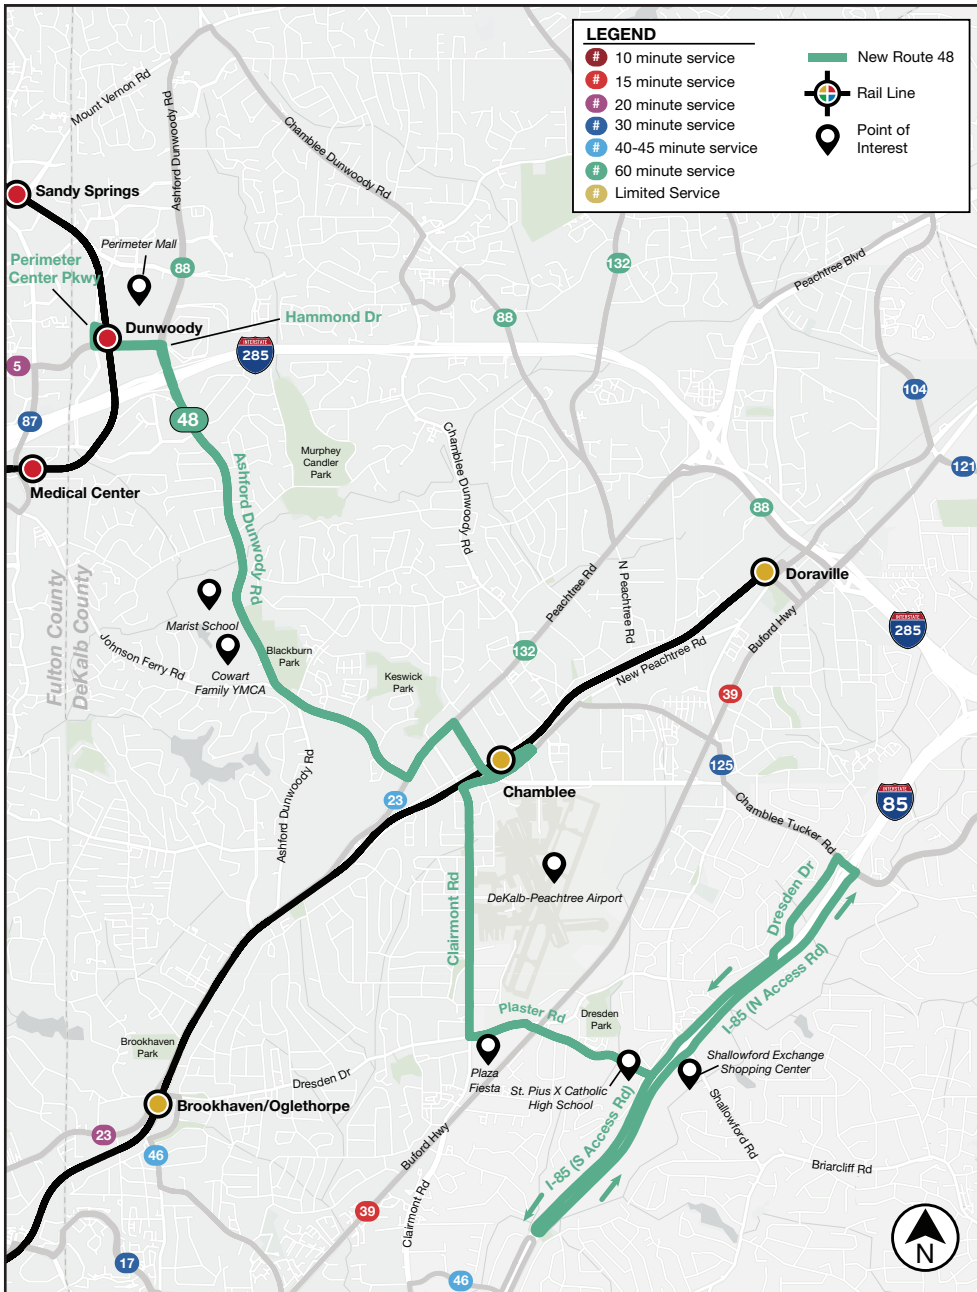 LEGEND
# 10 minute service
# 15 minute service
# 20 minute service
# 30 minute service
# 40-45 minute service
# 60 minute service
# Limited Service
New Route 48
Rail Line
Point of
Interest
Mount Vernon Rd
Ashford Dunwoody Rd
Chamblee Dunwoody Rd
Sandy Springs
Perimeter Mall
Perimeter
Center Pkwy
88
132
Peachtree Blvd
Dunwoody
Hammond Dr
88
INTERSTATE
285
5
104
87
48
Murphey
Candler
Park
Chamblee Dunwoody Rd
Medical Center
Ashford Dunwody Rd
121
88
Fulton County
DeKalb County
Doraville
Peachtree Rd
N Peachtree Rd
Marist School
Johnson Ferry Rd
Blackburn
Park
Cowart
Family YMCA
Keswick
Park
132
New Peachtree Rd
Buford Hwy
INTERSTATE
285
39
Ashford Dunwoody Rd
23
Chamblee
125
INTERSTATE
85
Chamblee Tucker Rd
Clairmont Rd
DeKalb-Peachtree Airport
Dresden Dr
I-85 (N Access Rd)
Plaster Rd
Dresden
Park
Brookhaven
Park
Dresden Dr
Plaza
Fiesta
St. Pius X Catholic
High School
Shallowford Exchange
Shopping Center
Brookhaven/Oglethorpe
I-85 (S Access Rd)
Shallowford Rd
23
46
Buford Hwy
Briarcliff Rd
39
Clairmont Rd
17
46
N